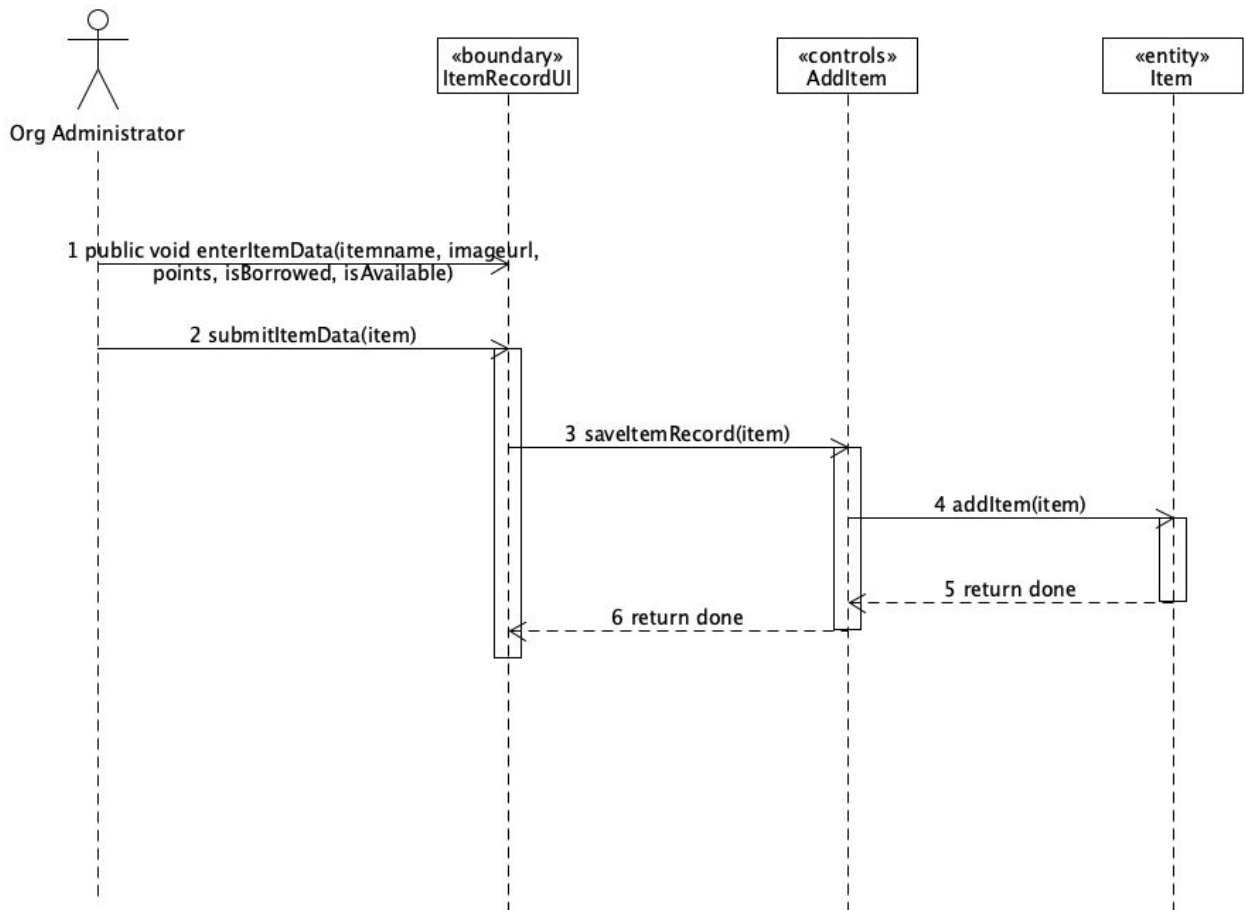 «boundary»
ItemRecordUI
«controls»
AddItem
«entity»
Item
Org Administrator
1 public void enterItemData(itemname, imageurl,
points, isBorrowed, isAvailable)
2 submitItemData(item)
3 saveItemRecord(item)
4 addItem(item)
5 return done
6 return done